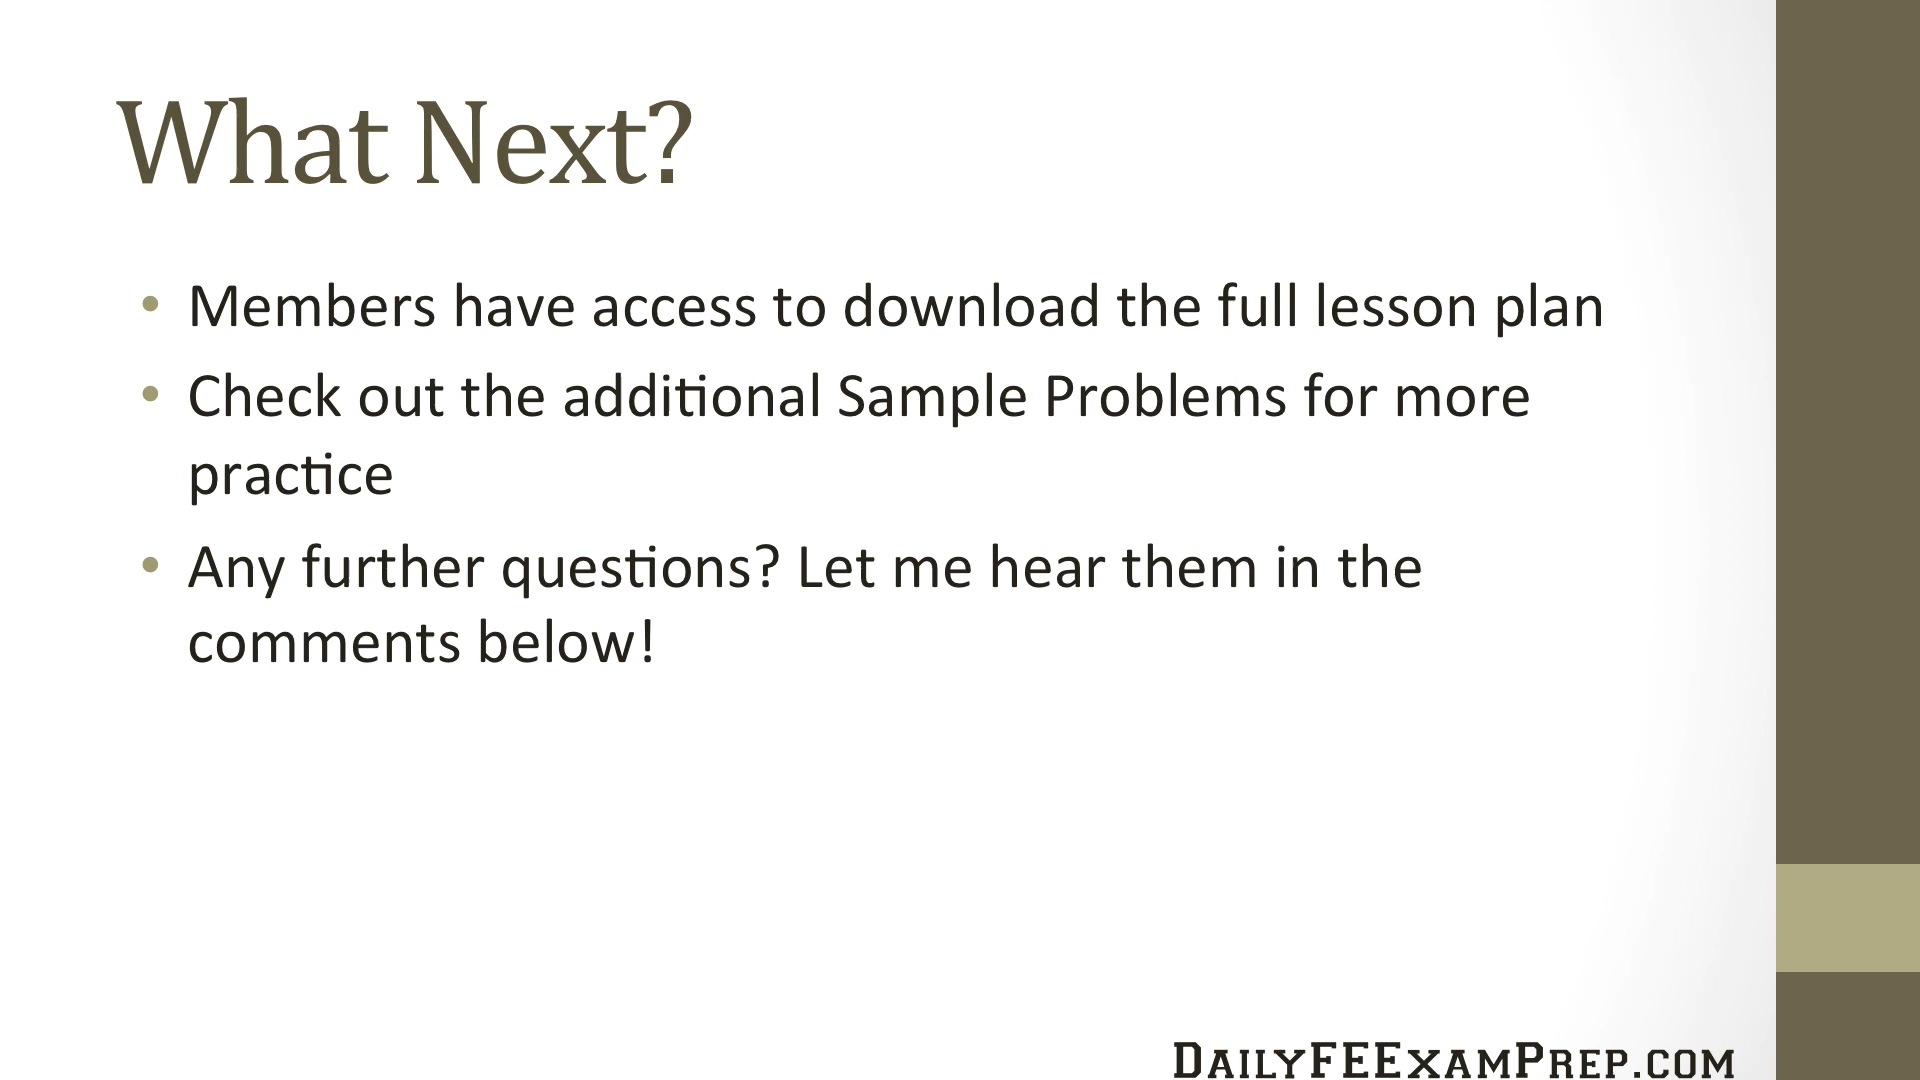 What Next?
• Members have access to download the full lesson plan
• Check out the additional Sample Problems for more
practice
• Any further questions? Let me hear them in the
comments below!
DailyFEExamPrep.com